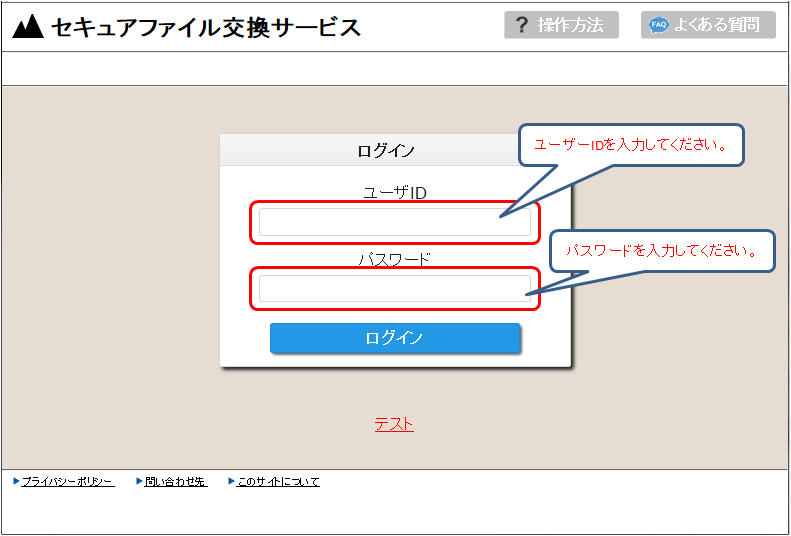 セキュアファイル交換サービス
? 操作方法
FAQ よくある質問
ログイン
ユーザーIDを入力してください。
ユーザID
パスワードを入力してください。
パスワード
ログイン
テスト
プライバシーポリシー
問い合わせ先
このサイトについて